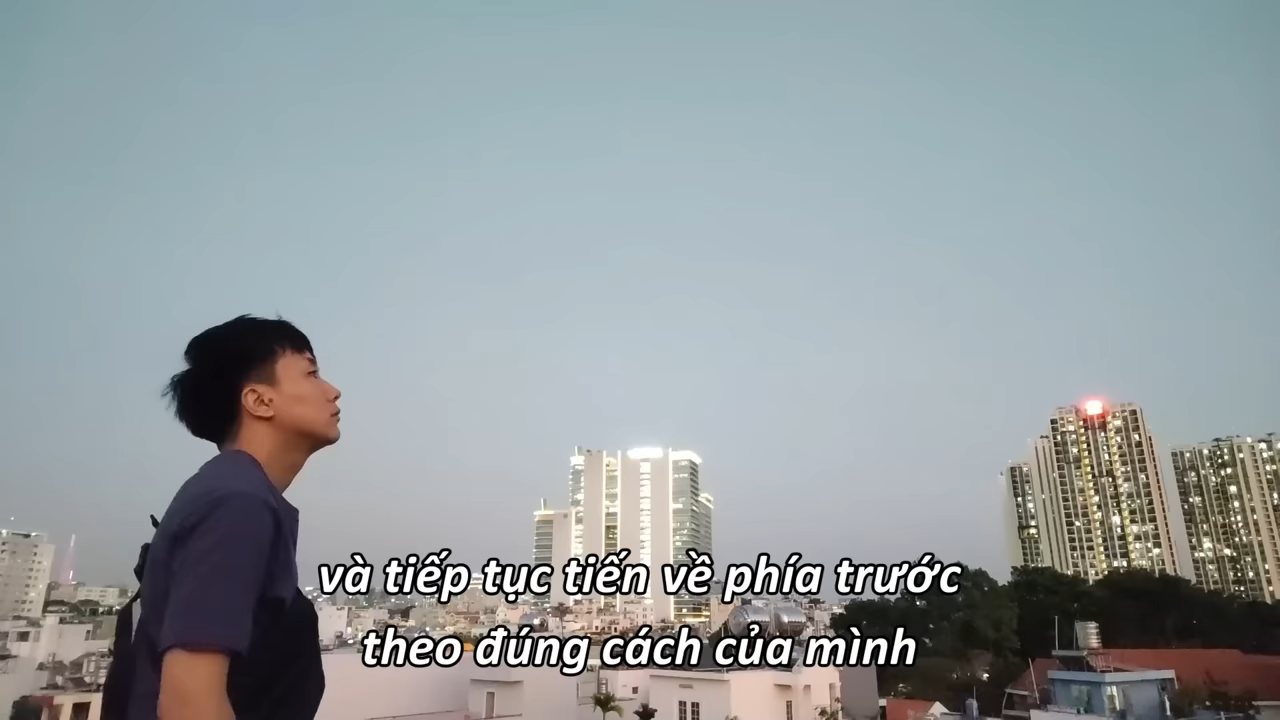 và tiếp tục tiến về phía trước
theo đúng cách của mình